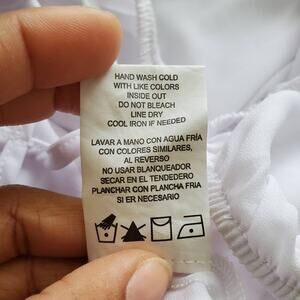 HAND WASH COLD
WITH LIKE COLORS
INSIDE OUT
DO NOT BLEACH
LINE DRY
COOL IRON IF NEEDED
LAVAR A MANO CON AGUA FRÍA
CON COLORES SIMILARES,
AL REVERSO
NO USAR BLANQUEADOR
SECAR EN EL TENDEDERO
PLANCHAR CON PLANCHA FRIA
SI ER NECESARIO